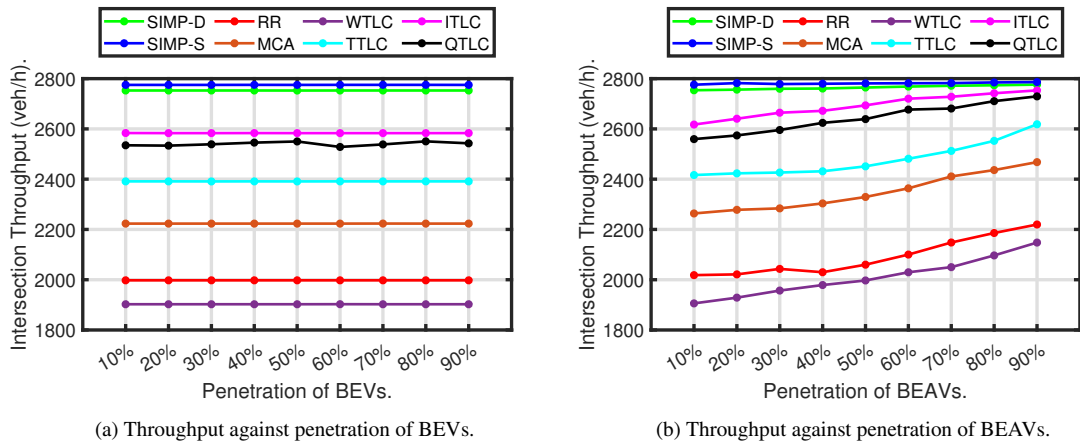 SIMP-D RR WTLC ITLC
SIMP-S MCA TTLC QTLC
Intersection Throughput (veh/h).
2800
2600
2400
2200
2000
1800
10% 20% 30% 40% 50% 60% 70% 80% 90%
Penetration of BEVs.
(a) Throughput against penetration of BEVs.
SIMP-D RR WTLC ITLC
SIMP-S MCA TTLC QTLC
Intersection Throughput (veh/h).
2800
2600
2400
2200
2000
1800
10% 20% 30% 40% 50% 60% 70% 80% 90%
Penetration of BEAVs.
(b) Throughput against penetration of BEAVs.